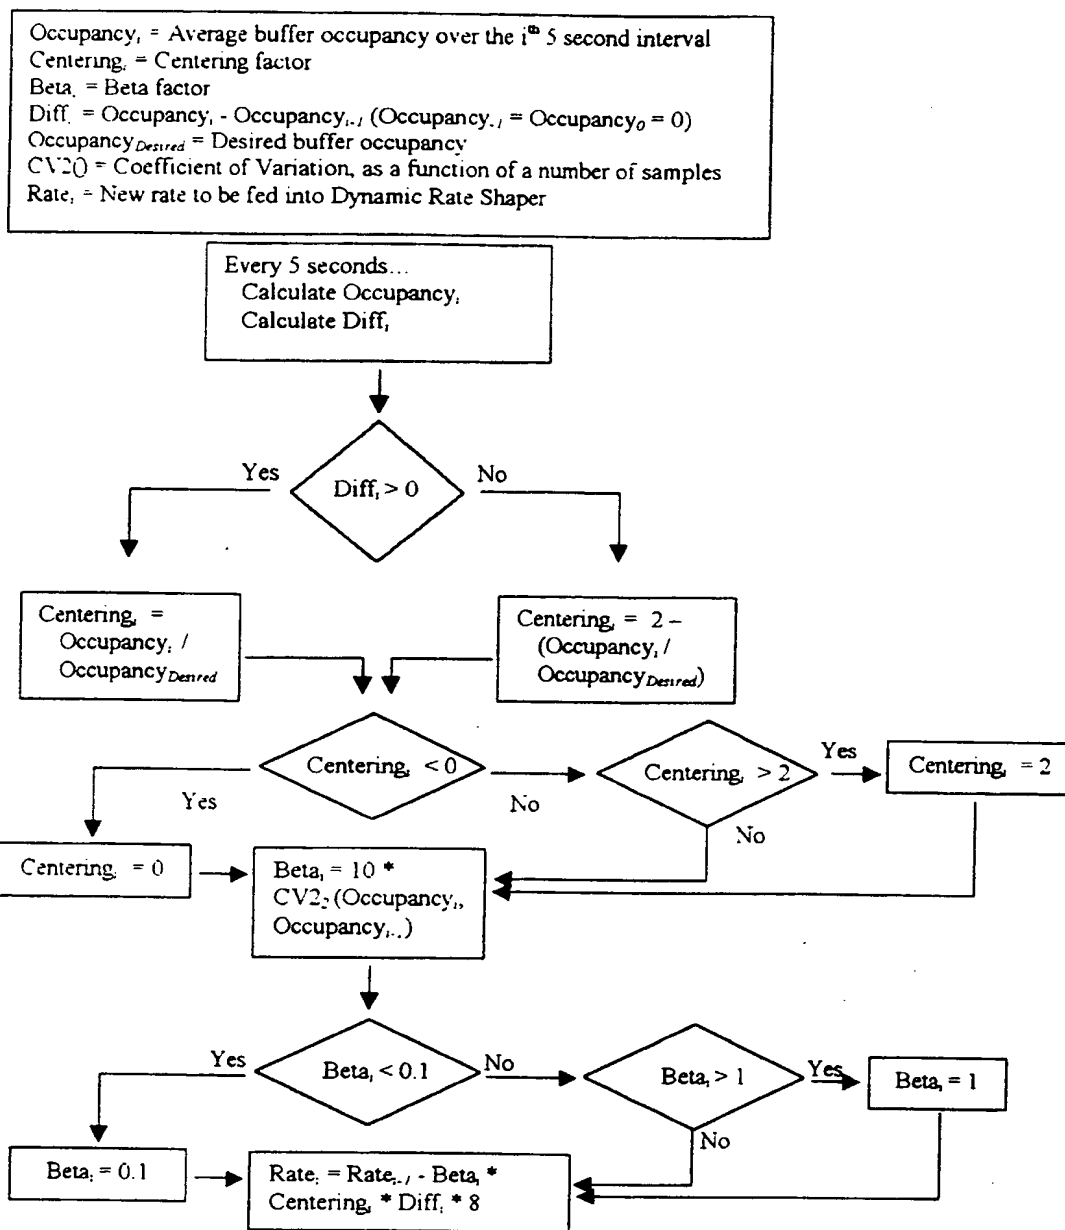 Occupancyᵢ = Average buffer occupancy over the iᵗʰ 5 second interval
Centeringᵢ = Centering factor
Betaᵢ = Beta factor
Diffᵢ = Occupancyᵢ - Occupancyᵢ₋₁ (Occupancy₋₁ = Occupancy₀ = 0)
Occupancy_Desired = Desired buffer occupancy
CV2() = Coefficient of Variation, as a function of a number of samples
Rateᵢ = New rate to be fed into Dynamic Rate Shaper
Every 5 seconds...
Calculate Occupancyᵢ
Calculate Diffᵢ
Yes
Diffᵢ > 0
No
Centeringᵢ =
Occupancyᵢ /
Occupancy_Desired
Centeringᵢ = 2 –
(Occupancyᵢ /
Occupancy_Desired)
Centeringᵢ < 0
Yes
No
Centeringᵢ > 2
Yes
No
Centeringᵢ = 2
Centeringᵢ = 0
Betaᵢ = 10 *
CV2₂ (Occupancyᵢ,
Occupancyᵢ₋₁)
Yes
Betaᵢ < 0.1
No
Betaᵢ > 1
Yes
No
Betaᵢ = 1
Betaᵢ = 0.1
Rateᵢ = Rateᵢ₋₁ - Betaᵢ *
Centeringᵢ * Diffᵢ * 8